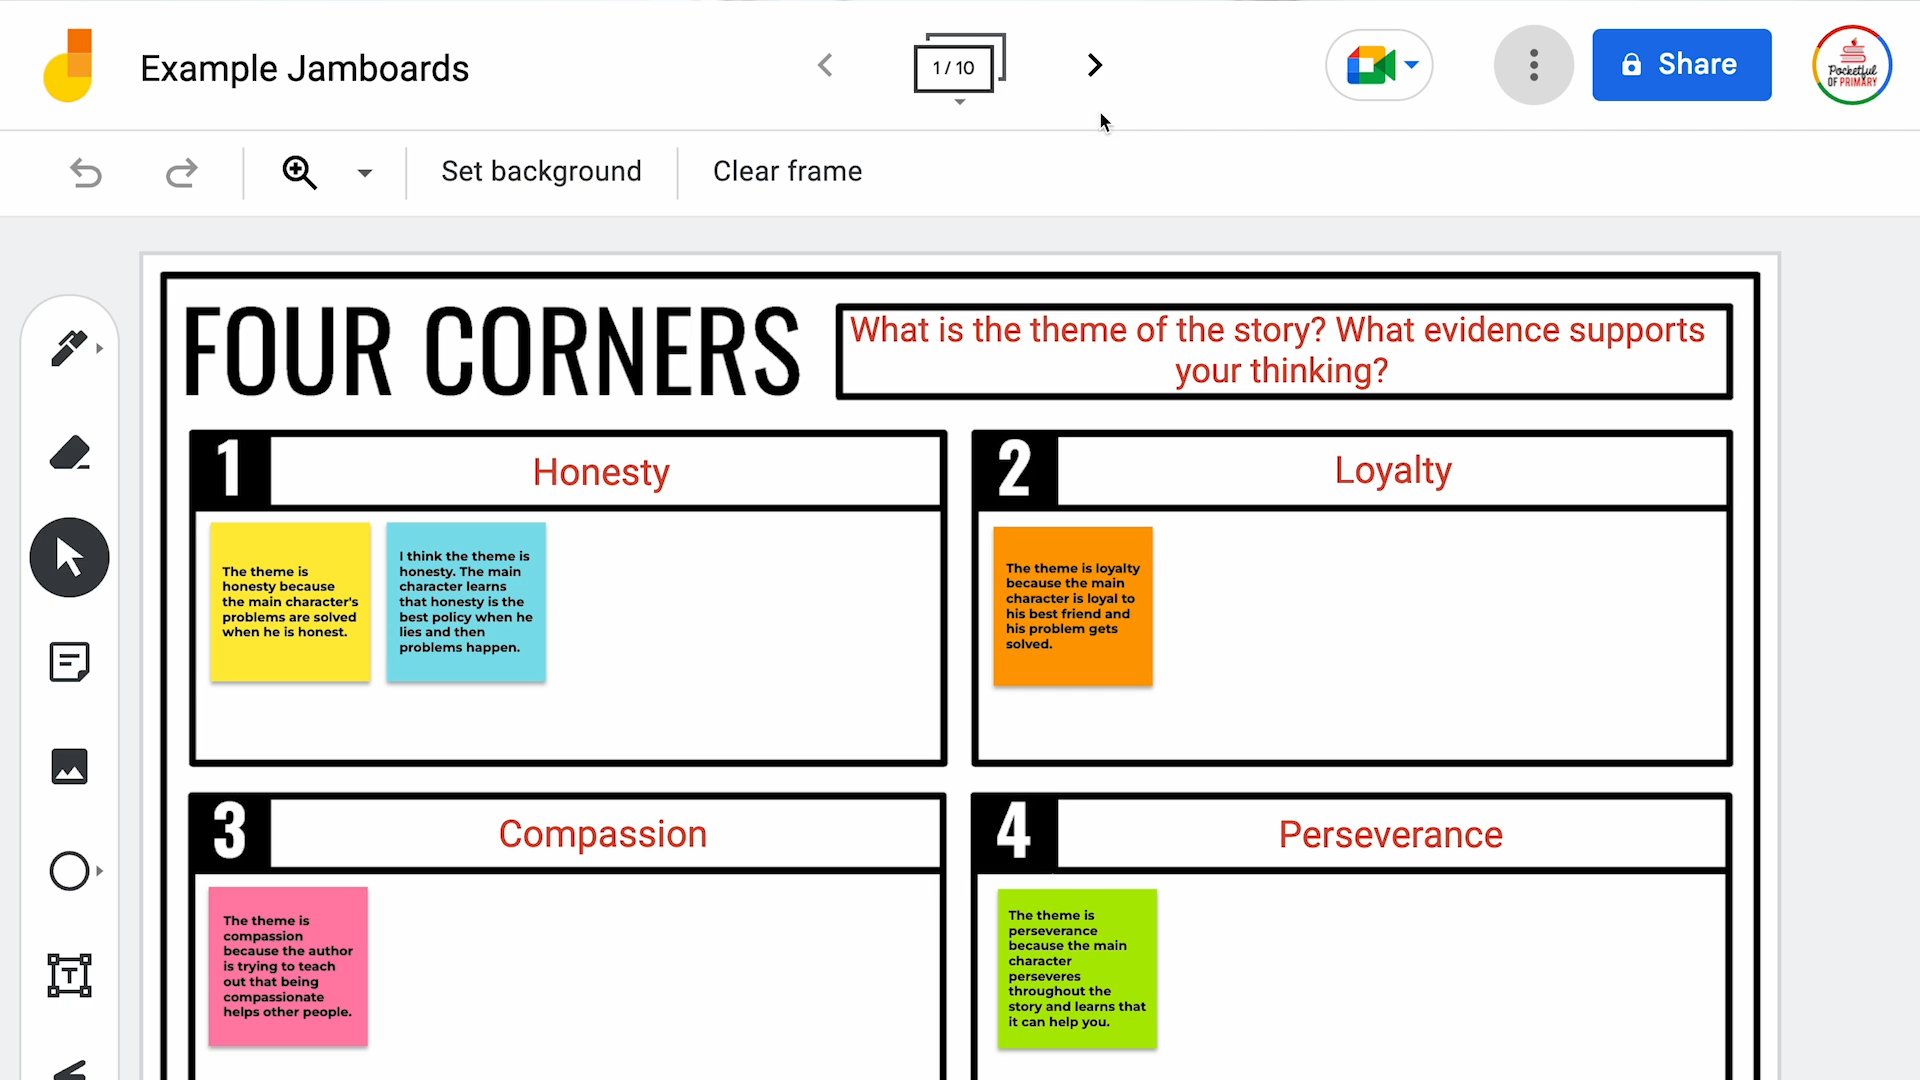 Example Jamboards
1 / 10
Share
Pocketful
OF PRIMARY
Set background
Clear frame
FOUR CORNERS
What is the theme of the story? What evidence supports
your thinking?
1
Honesty
The theme is
honesty because
the main character's
problems are solved
when he is honest.
I think the theme is
honesty. The main
character learns
that honesty is the
best policy when he
lies and then
problems happen.
2
Loyalty
The theme is loyalty
because the main
character is loyal to
his best friend and
his problem gets
solved.
3
Compassion
The theme is
compassion
because the author
is trying to teach
out that being
compassionate
helps other people.
4
Perseverance
The theme is
perseverance
because the main
character
perseveres
throughout the
story and learns that
it can help you.
T